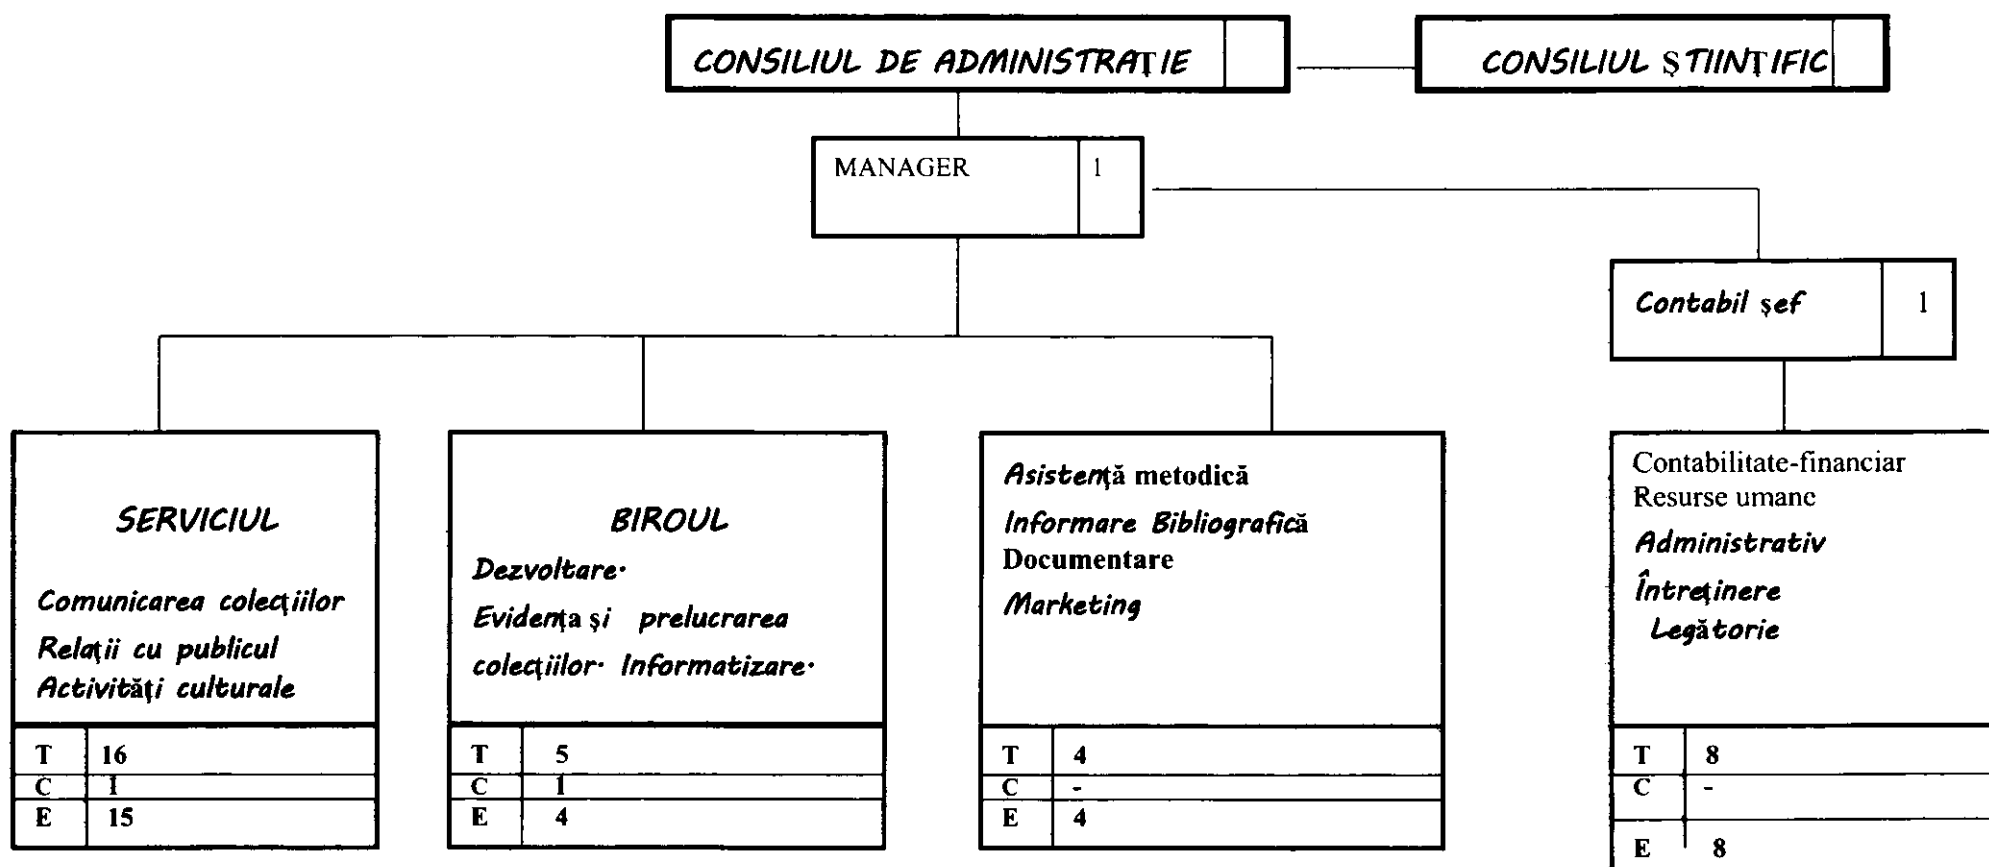 CONSILIUL DE ADMINISTRAȚIE
CONSILIUL ȘTIINȚIFIC
MANAGER 1
Contabil șef 1
SERVICIUL
Comunicarea colecțiilor
Relații cu publicul
Activități culturale
T 16
C 1
E 15
BIROUL
Dezvoltare.
Evidența și prelucrarea
colecțiilor. Informatizare.
T 5
C 1
E 4
Asistență metodică
Informare Bibliografică
Documentare
Marketing
T 4
C -
E 4
Contabilitate-financiar
Resurse umane
Administrativ
Întreținere
Legătorie
T 8
C -
E 8